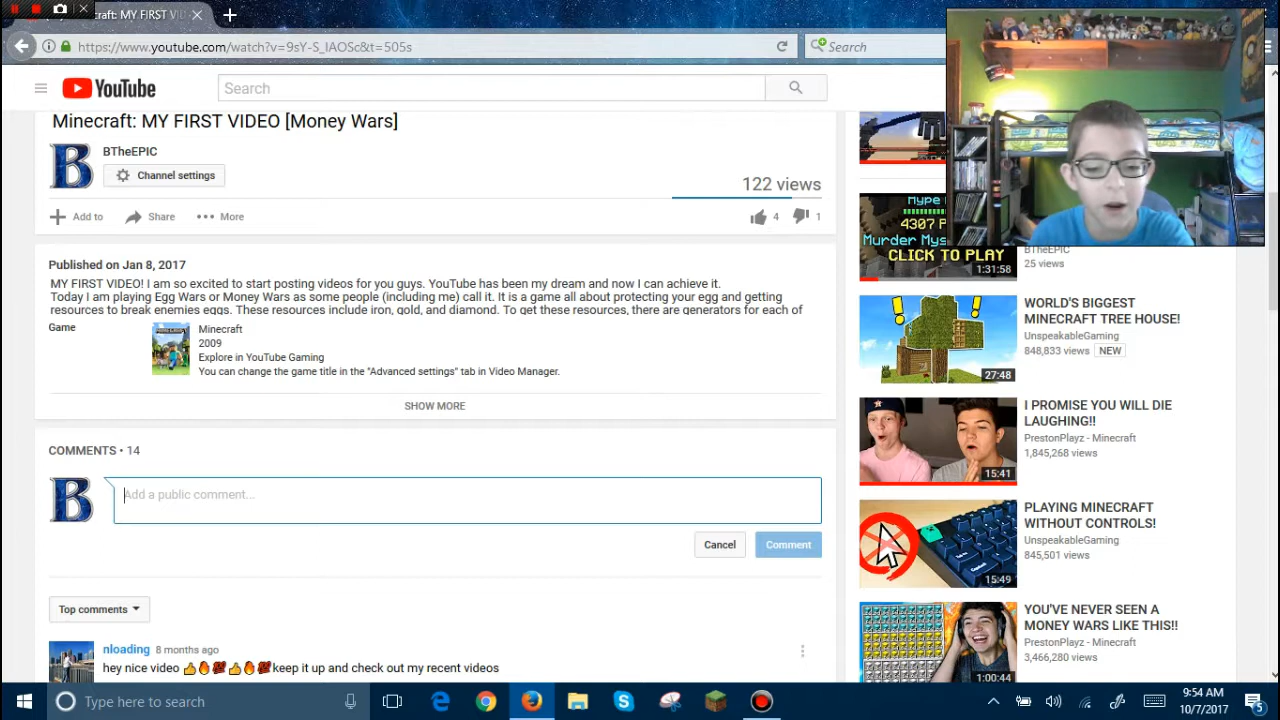 craft: MY FIRST VID
https://www.youtube.com/watch?v=9sY-S_IAOSc&t=505s
Search
YouTube
Search
Minecraft: MY FIRST VIDEO [Money Wars]
B
BTheEPIC
Channel settings
122 views
Add to
Share
More
4
1
Published on Jan 8, 2017
MY FIRST VIDEO! I am so excited to start posting videos for you guys. YouTube has been my dream and now I can achieve it.
Today I am playing Egg Wars or Money Wars as some people (including me) call it. It is a game all about protecting your egg and getting
resources to break enemies eggs. These resources include iron, gold, and diamond. To get these resources, there are generators for each of
Game
Minecraft
2009
Explore in YouTube Gaming
You can change the game title in the "Advanced settings" tab in Video Manager.
SHOW MORE
COMMENTS • 14
B
Add a public comment...
Cancel
Comment
Top comments
nloading 8 months ago
hey nice video 👍🔥💯👍🔥💯keep it up and check out my recent videos
Hype
4307 P
Murder Mys
CLICK TO PLAY
1:31:58
BTheEPIC
25 views
WORLD'S BIGGEST
MINECRAFT TREE HOUSE!
UnspeakableGaming
848,833 views NEW
27:48
I PROMISE YOU WILL DIE
LAUGHING!!
PrestonPlayz - Minecraft
1,845,268 views
15:41
PLAYING MINECRAFT
WITHOUT CONTROLS!
UnspeakableGaming
845,501 views
15:49
YOU'VE NEVER SEEN A
MONEY WARS LIKE THIS!!
PrestonPlayz - Minecraft
3,466,280 views
1:00:44
Type here to search
9:54 AM
10/7/2017
5